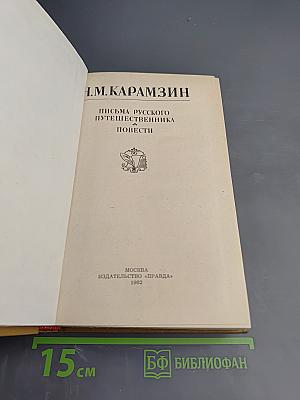 Н.М.КАРАМЗИН
ПИСЬМА РУССКОГО
ПУТЕШЕСТВЕННИКА
ПОВЕСТИ
МОСКВА
ИЗДАТЕЛЬСТВО «ПРАВДА»
1982
15см
БФ БИБЛИОФАН